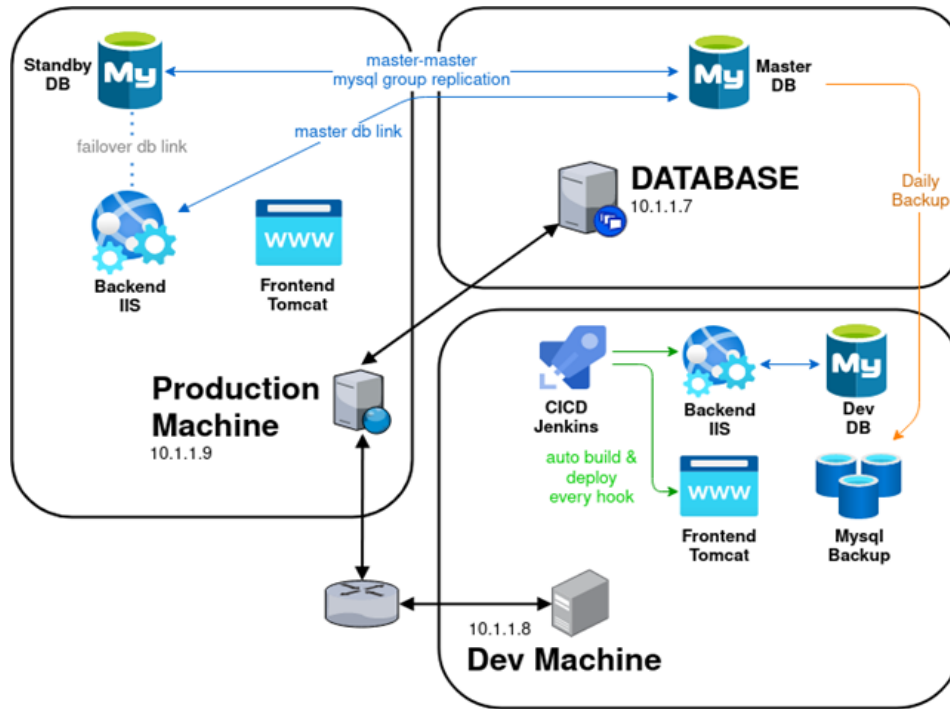 Standby
DB
My
failover db link
master-master
mysql group replication
master db link
Backend
IIS
WWW
Frontend
Tomcat
Production
Machine
10.1.1.9
My
Master
DB
DATABASE
10.1.1.7
Daily
Backup
CICD
Jenkins
auto build &
deploy
every hook
Backend
IIS
My
Dev
DB
WWW
Frontend
Tomcat
Mysql
Backup
10.1.1.8
Dev Machine